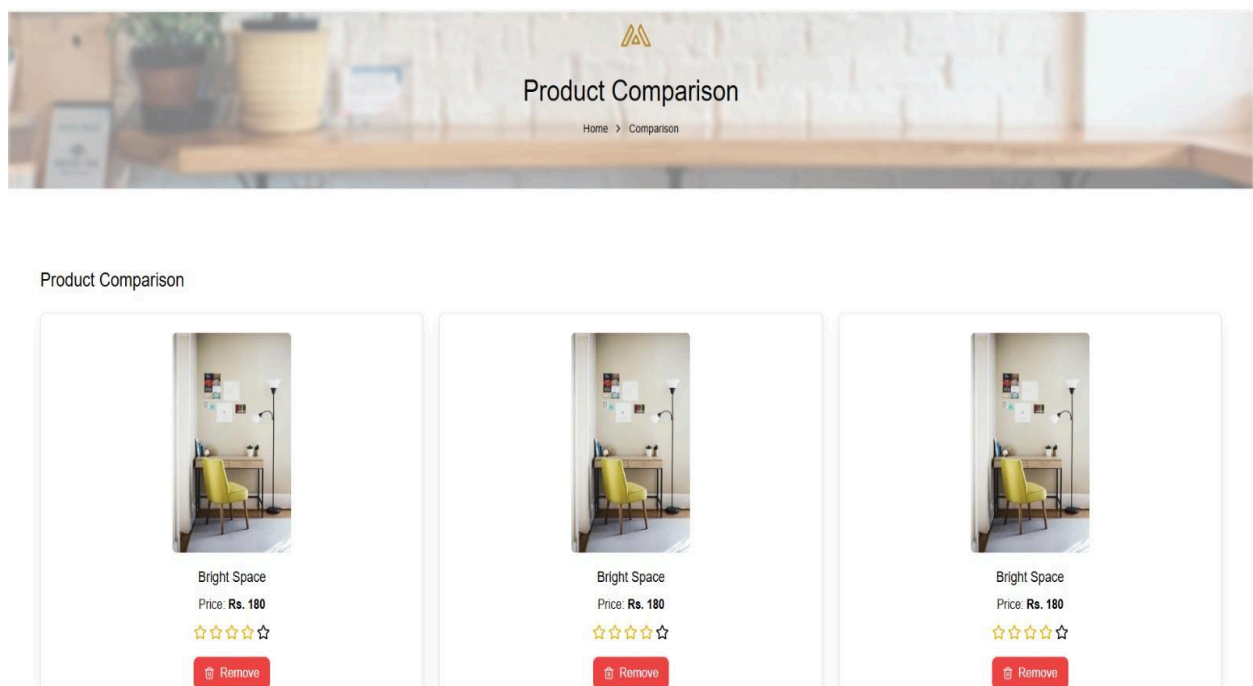 Product Comparison
Home > Comparison
Product Comparison
Bright Space
Price: Rs. 180
Remove
Bright Space
Price: Rs. 180
Remove
Bright Space
Price: Rs. 180
Remove